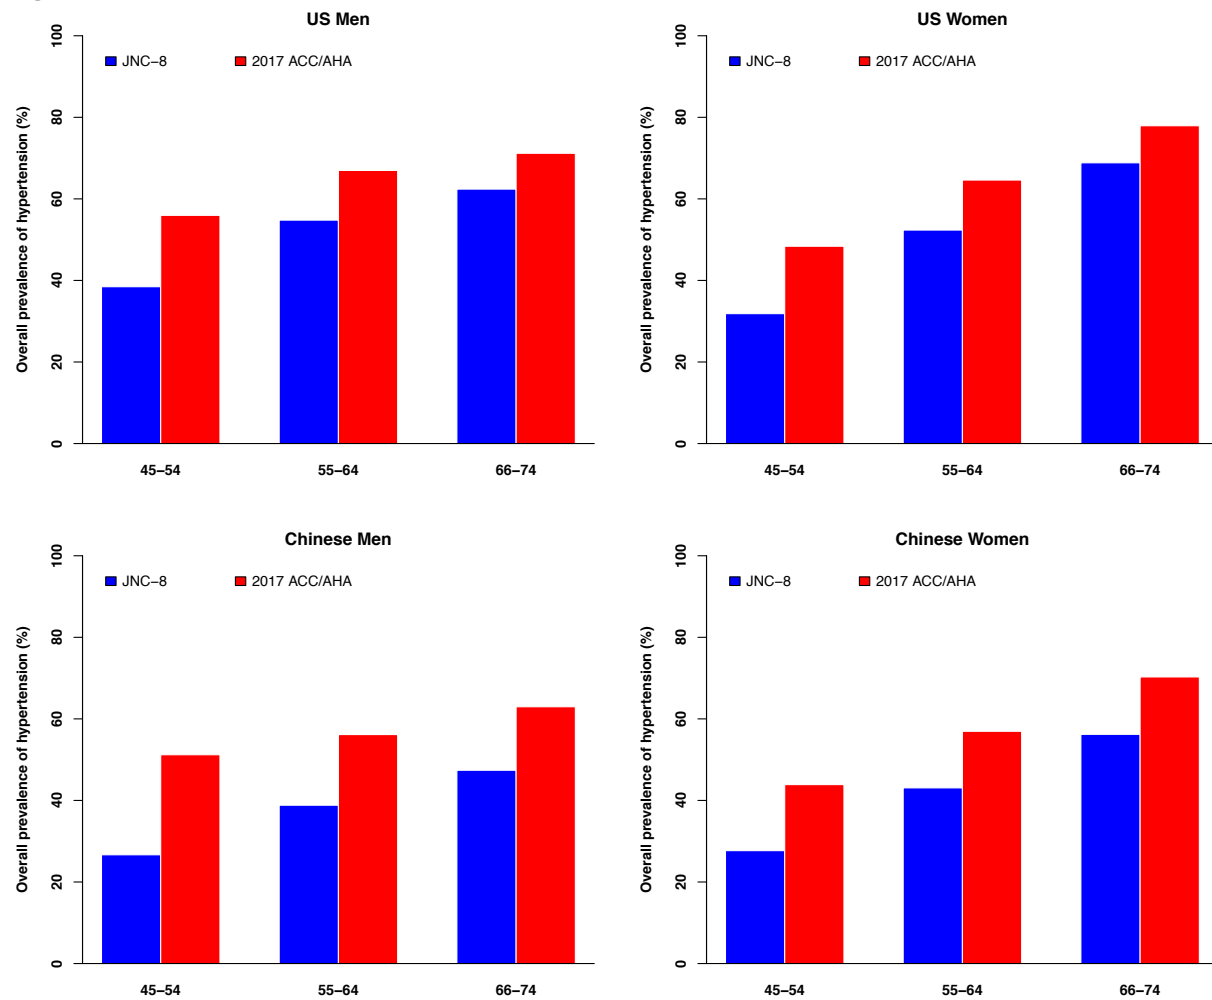 US Men
JNC−8
2017 ACC/AHA
Overall prevalence of hypertension (%)
100
80
60
40
20
0
45−54
55−64
66−74
US Women
JNC−8
2017 ACC/AHA
Overall prevalence of hypertension (%)
100
80
60
40
20
0
45−54
55−64
66−74
Chinese Men
JNC−8
2017 ACC/AHA
Overall prevalence of hypertension (%)
100
80
60
40
20
0
45−54
55−64
66−74
Chinese Women
JNC−8
2017 ACC/AHA
Overall prevalence of hypertension (%)
100
80
60
40
20
0
45−54
55−64
66−74